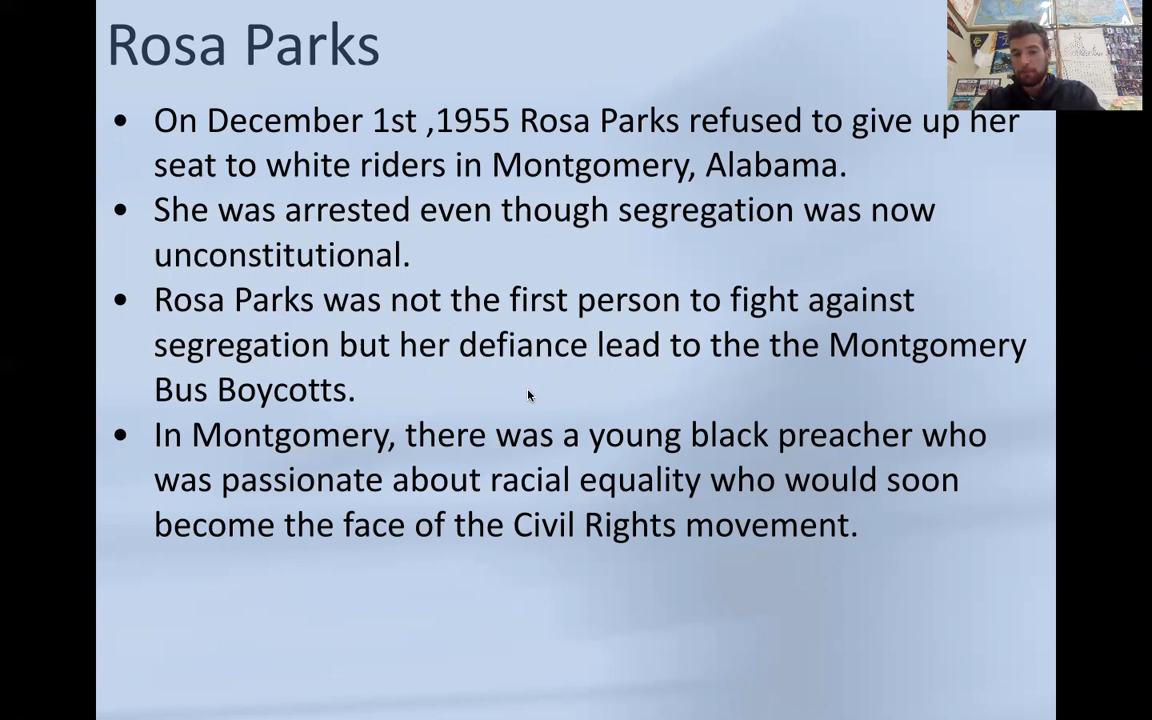 Rosa Parks
• On December 1st ,1955 Rosa Parks refused to give up her
seat to white riders in Montgomery, Alabama.
• She was arrested even though segregation was now
unconstitutional.
• Rosa Parks was not the first person to fight against
segregation but her defiance lead to the the Montgomery
Bus Boycotts.
• In Montgomery, there was a young black preacher who
was passionate about racial equality who would soon
become the face of the Civil Rights movement.